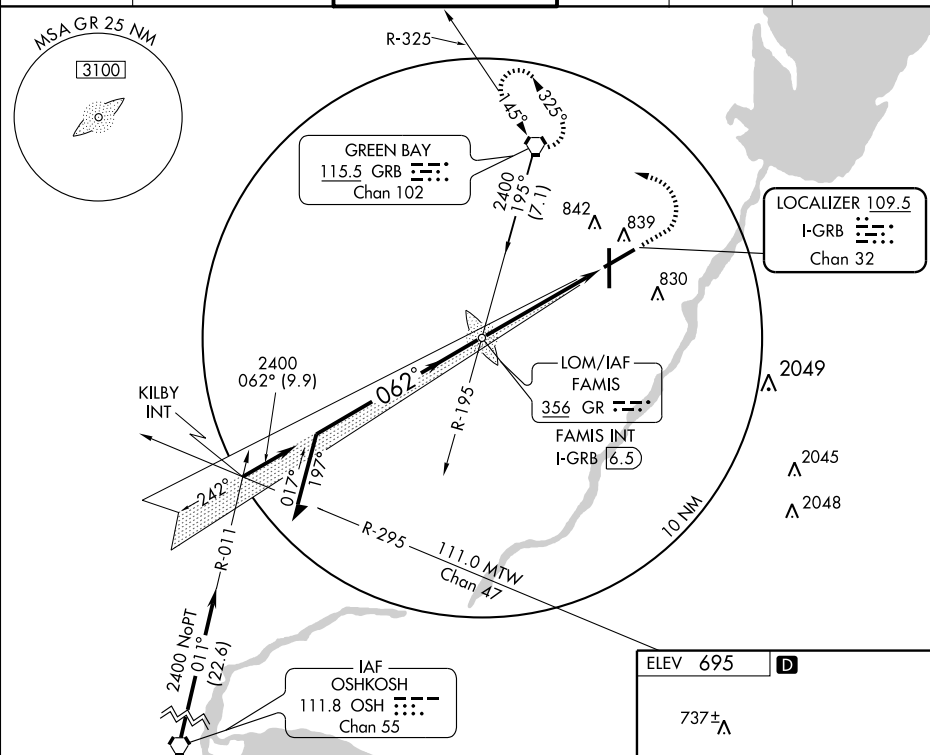 MSA GR 25 NM
3100
R-325
145°
325°
GREEN BAY
115.5 GRB
Chan 102
2400
195°
(7.1)
842
839
830
LOCALIZER 109.5
I-GRB
Chan 32
2400
062° (9.9)
062°
KILBY
INT
LOM/IAF
FAMIS
356 GR
FAMIS INT
I-GRB 6.5
R-195
2049
2045
2048
242°
017°
197°
R-011
R-295
111.0 MTW
Chan 47
10 NM
2400 NoPT
011°
(22.6)
IAF
OSHKOSH
111.8 OSH
Chan 55
ELEV 695
D
737±